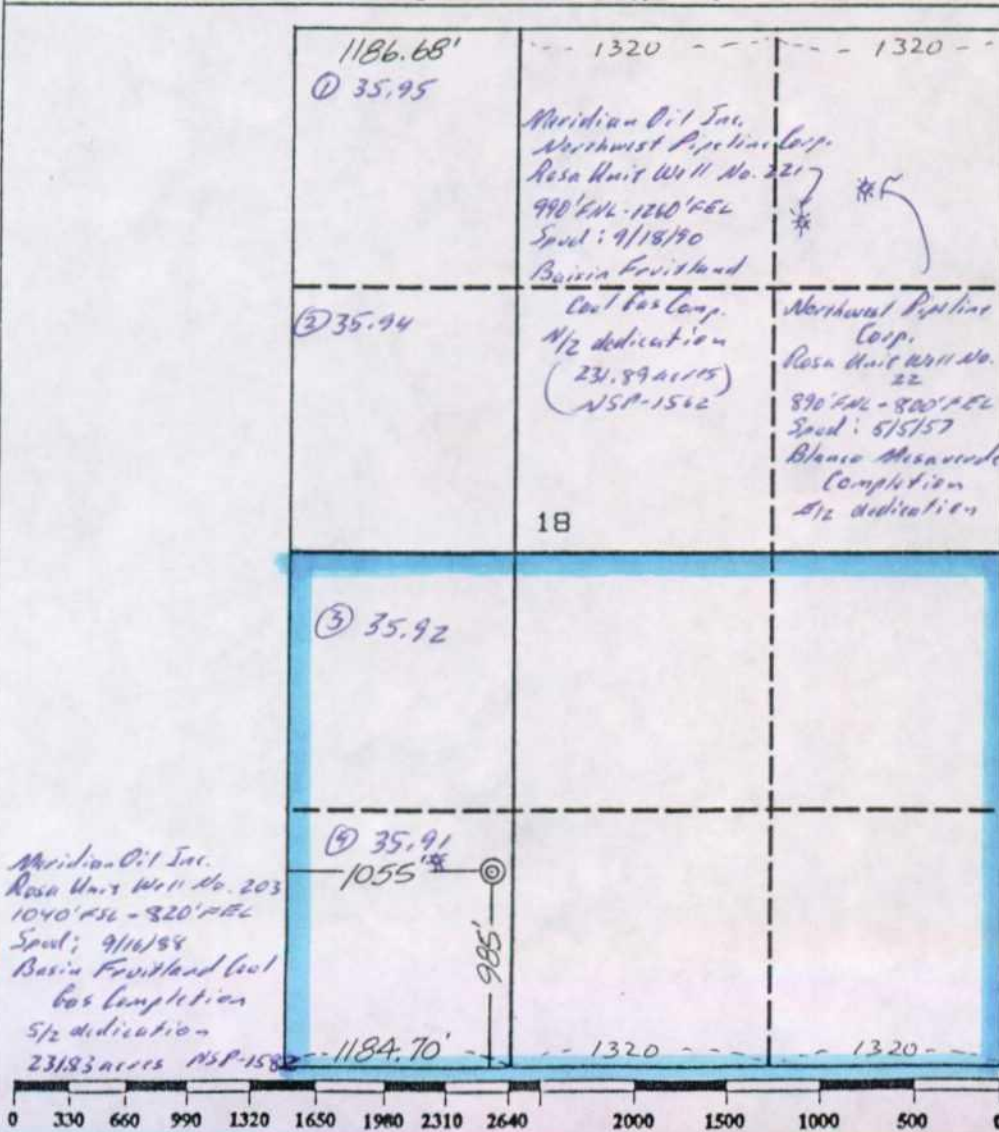 1186.68' 1320 1320
① 35.95
Meridian Oil Inc.
Northwest Pipeline Corp.
Rosa Unit Well No. 221
990' FNL - 1260' FEL
Spud: 9/18/90
Basin Fruitland
Coal Gas Comp.
N/2 dedication
(231.89 acres)
NSP-1562
② 35.94
Northwest Pipeline
Corp.
Rosa Unit Well No.
22
890' FNL - 800' FEL
Spud: 5/5/57
Blanco Mesaverde
Completion
E/2 dedication
18
③ 35.92
④ 35.91
1055'
985'
Meridian Oil Inc.
Rosa Unit Well No. 203
1040' FSL - 820' FEL
Spud: 9/16/88
Basin Fruitland Coal
Gas Completion
S/2 dedication
231.83 acres NSP-1582
1184.70' 1320 1320
0 330 660 990 1320 1650 1980 2310 2640 2000 1500 1000 500